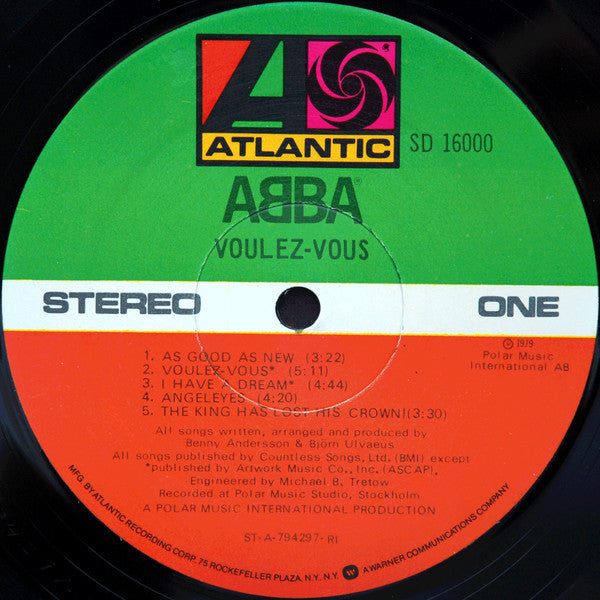 ATLANTIC
SD 16000
ABBA®
VOULEZ-VOUS
STEREO
ONE
℗ 1979
Polar Music
International AB
1. AS GOOD AS NEW (3:22)
2. VOULEZ-VOUS* (5:11)
3. I HAVE A DREAM* (4:44)
4. ANGELEYES (4:20)
5. THE KING HAS LOST HIS CROWN!(3:30)
All songs written, arranged and produced by
Benny Andersson & Björn Ulvaeus
All songs published by Countless Songs, Ltd. (BMI) except
*published by Artwork Music Co., Inc. (ASCAP).
Engineered by Michael B. Tretow
Recorded at Polar Music Studio, Stockholm
A POLAR MUSIC INTERNATIONAL PRODUCTION
ST-A-794297-RI
MFG. BY ATLANTIC RECORDING CORP. 75 ROCKEFELLER PLAZA, N.Y. N.Y. W A WARNER COMMUNICATIONS COMPANY